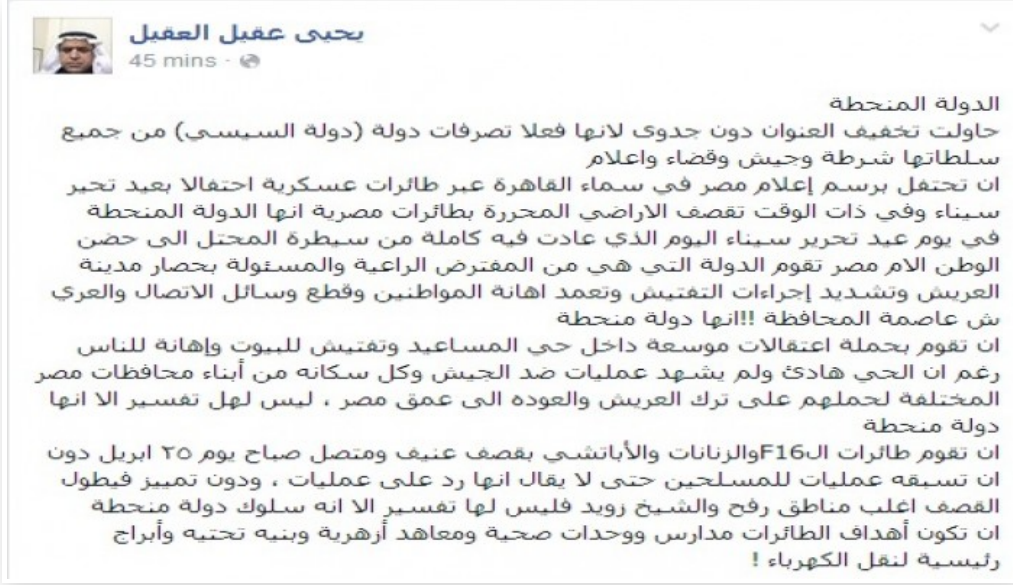 يحيى عقيل العقيل
45 mins ·
الدولة المنحطة
حاولت تخفيف العنوان دون جدوى لانها فعلا تصرفات دولة (دولة السيسي) من جميع
سلطاتها شرطة وجيش وقضاء واعلام
ان تحتفل برسم إعلام مصر في سماء القاهرة عبر طائرات عسكرية احتفالا بعيد تحير
سيناء وفي ذات الوقت تقصف الاراضي المحررة بطائرات مصرية انها الدولة المنحطة
في يوم عيد تحرير سيناء اليوم الذي عادت فيه كاملة من سيطرة المحتل الى حضن
الوطن الام مصر تقوم الدولة التي هي من المفترض الراعية والمسئولة بحصار مدينة
العريش وتشديد إجراءات التفتيش وتعمد اهانة المواطنين وقطع وسائل الاتصال والعري
ش عاصمة المحافظة !!انها دولة منحطة
ان تقوم بحملة اعتقالات موسعة داخل حي المساعيد وتفتيش للبيوت وإهانة للناس
رغم ان الحي هادئ ولم يشهد عمليات ضد الجيش وكل سكانه من أبناء محافظات مصر
المختلفة لحملهم على ترك العريش والعوده الى عمق مصر ، ليس لهل تفسير الا انها
دولة منحطة
ان تقوم طائرات الF16والزنانات والأباتشي بقصف عنيف ومتصل صباح يوم ٢٥ ابريل دون
ان تسبقه عمليات للمسلحين حتى لا يقال انها رد على عمليات ، ودون تمييز فيطول
القصف اغلب مناطق رفح والشيخ زويد فليس لها تفسير الا انه سلوك دولة منحطة
ان تكون أهداف الطائرات مدارس ووحدات صحية ومعاهد أزهرية وبنيه تحتيه وأبراج
رئيسية لنقل الكهرباء !